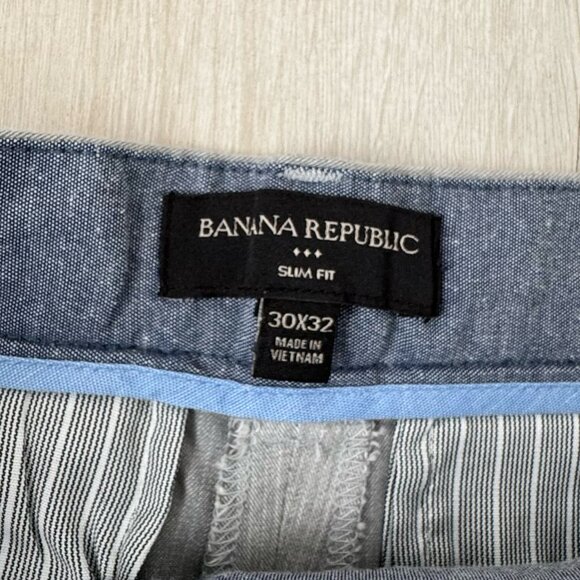 BANANA REPUBLIC
SLIM FIT
30X32
MADE IN
VIETNAM